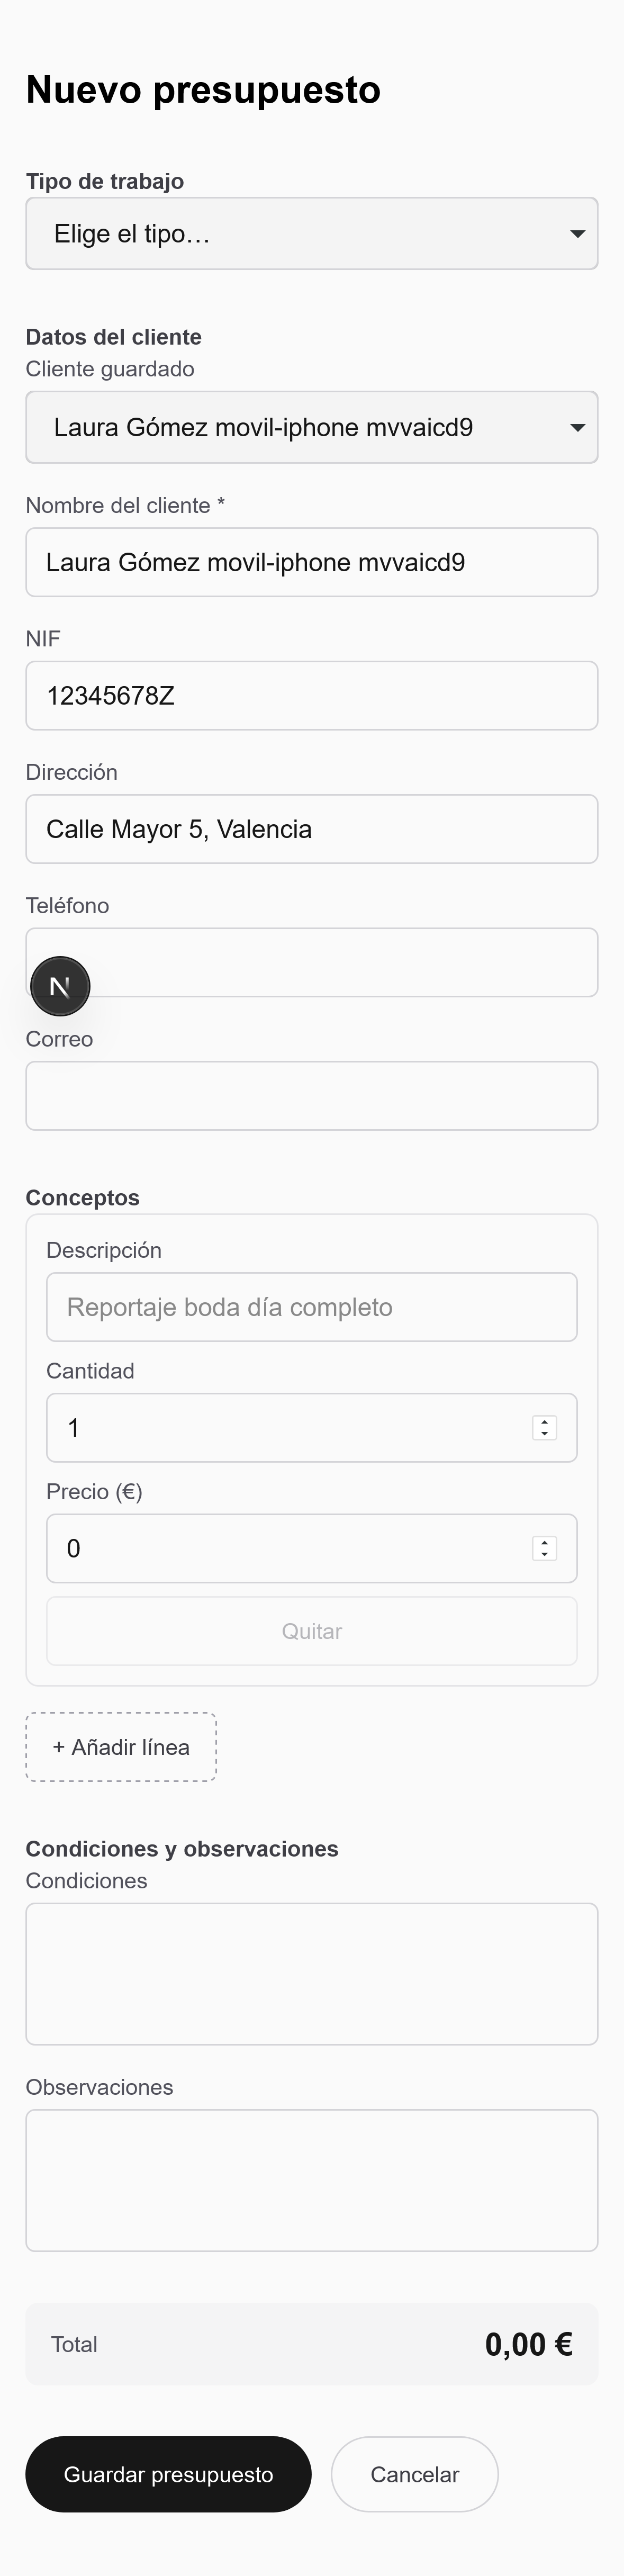 Nuevo presupuesto
Tipo de trabajo
Elige el tipo…
Datos del cliente
Cliente guardado
Laura Gómez movil-iphone mvvaicd9
Nombre del cliente *
Laura Gómez movil-iphone mvvaicd9
NIF
12345678Z
Dirección
Calle Mayor 5, Valencia
Teléfono
N
Correo
Conceptos
Descripción
Reportaje boda día completo
Cantidad
1
Precio (€)
0
Quitar
+ Añadir línea
Condiciones y observaciones
Condiciones
Observaciones
Total 0,00 €
Guardar presupuesto Cancelar